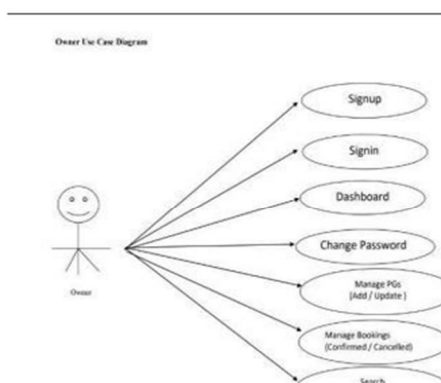 Owner Use Case Diagram
Signup
Signin
Dashboard
Change Password
Manage PGs
(Add / Update )
Manage Bookings
(Confirmed / Cancelled)
Search
Owner